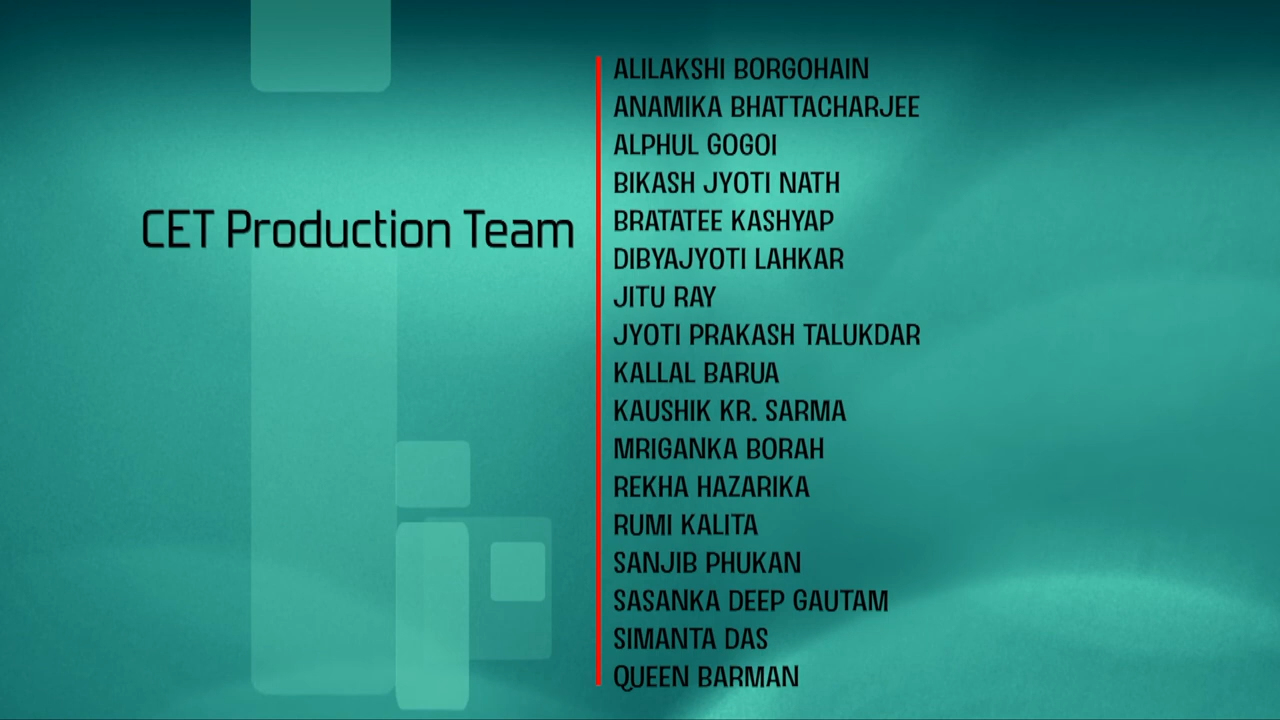 CET Production Team
ALILAKSHI BORGOHAIN
ANAMIKA BHATTACHARJEE
ALPHUL GOGOI
BIKASH JYOTI NATH
BRATATEE KASHYAP
DIBYAJYOTI LAHKAR
JITU RAY
JYOTI PRAKASH TALUKDAR
KALLAL BARUA
KAUSHIK KR. SARMA
MRIGANKA BORAH
REKHA HAZARIKA
RUMI KALITA
SANJIB PHUKAN
SASANKA DEEP GAUTAM
SIMANTA DAS
QUEEN BARMAN